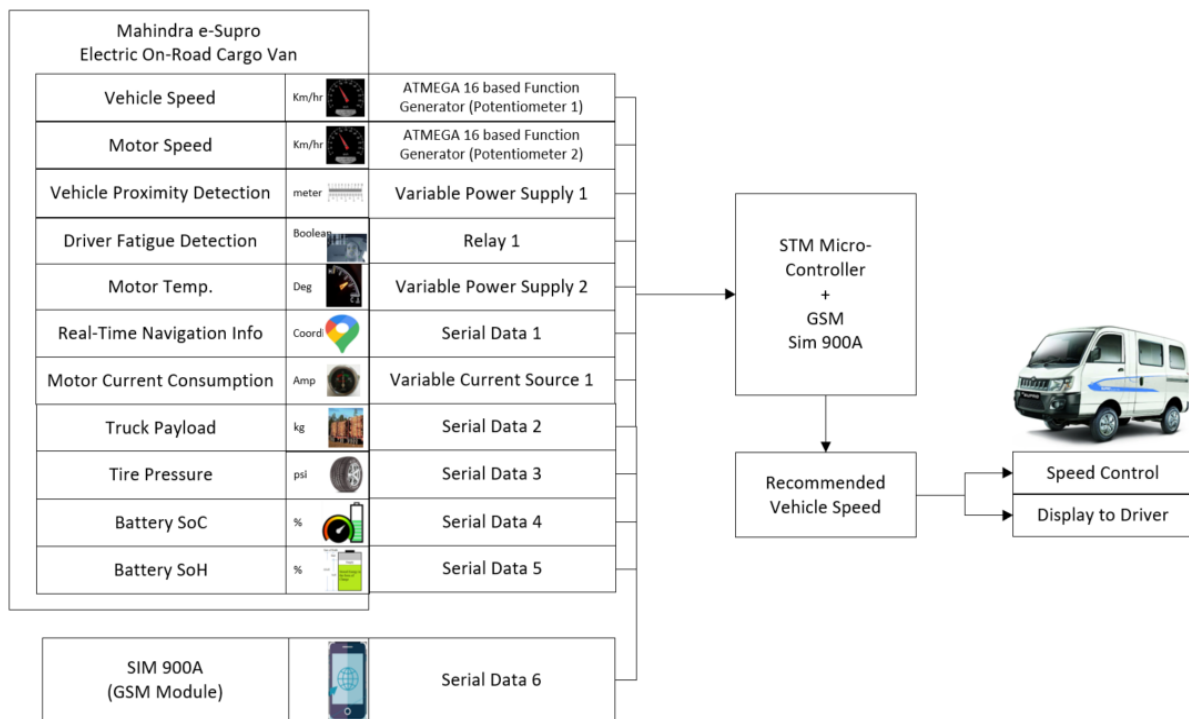 Mahindra e-Supro
Electric On-Road Cargo Van
Vehicle Speed
Km/hr
ATMEGA 16 based Function
Generator (Potentiometer 1)
Motor Speed
Km/hr
ATMEGA 16 based Function
Generator (Potentiometer 2)
Vehicle Proximity Detection
meter
Variable Power Supply 1
Driver Fatigue Detection
Boolean
Relay 1
Motor Temp.
Deg
Variable Power Supply 2
Real-Time Navigation Info
Coordi
Serial Data 1
Motor Current Consumption
Amp
Variable Current Source 1
Truck Payload
kg
Serial Data 2
Tire Pressure
psi
Serial Data 3
Battery SoC
%
Serial Data 4
Battery SoH
%
Serial Data 5
SIM 900A
(GSM Module)
Serial Data 6
STM Micro-
Controller
+
GSM
Sim 900A
Recommended
Vehicle Speed
Speed Control
Display to Driver